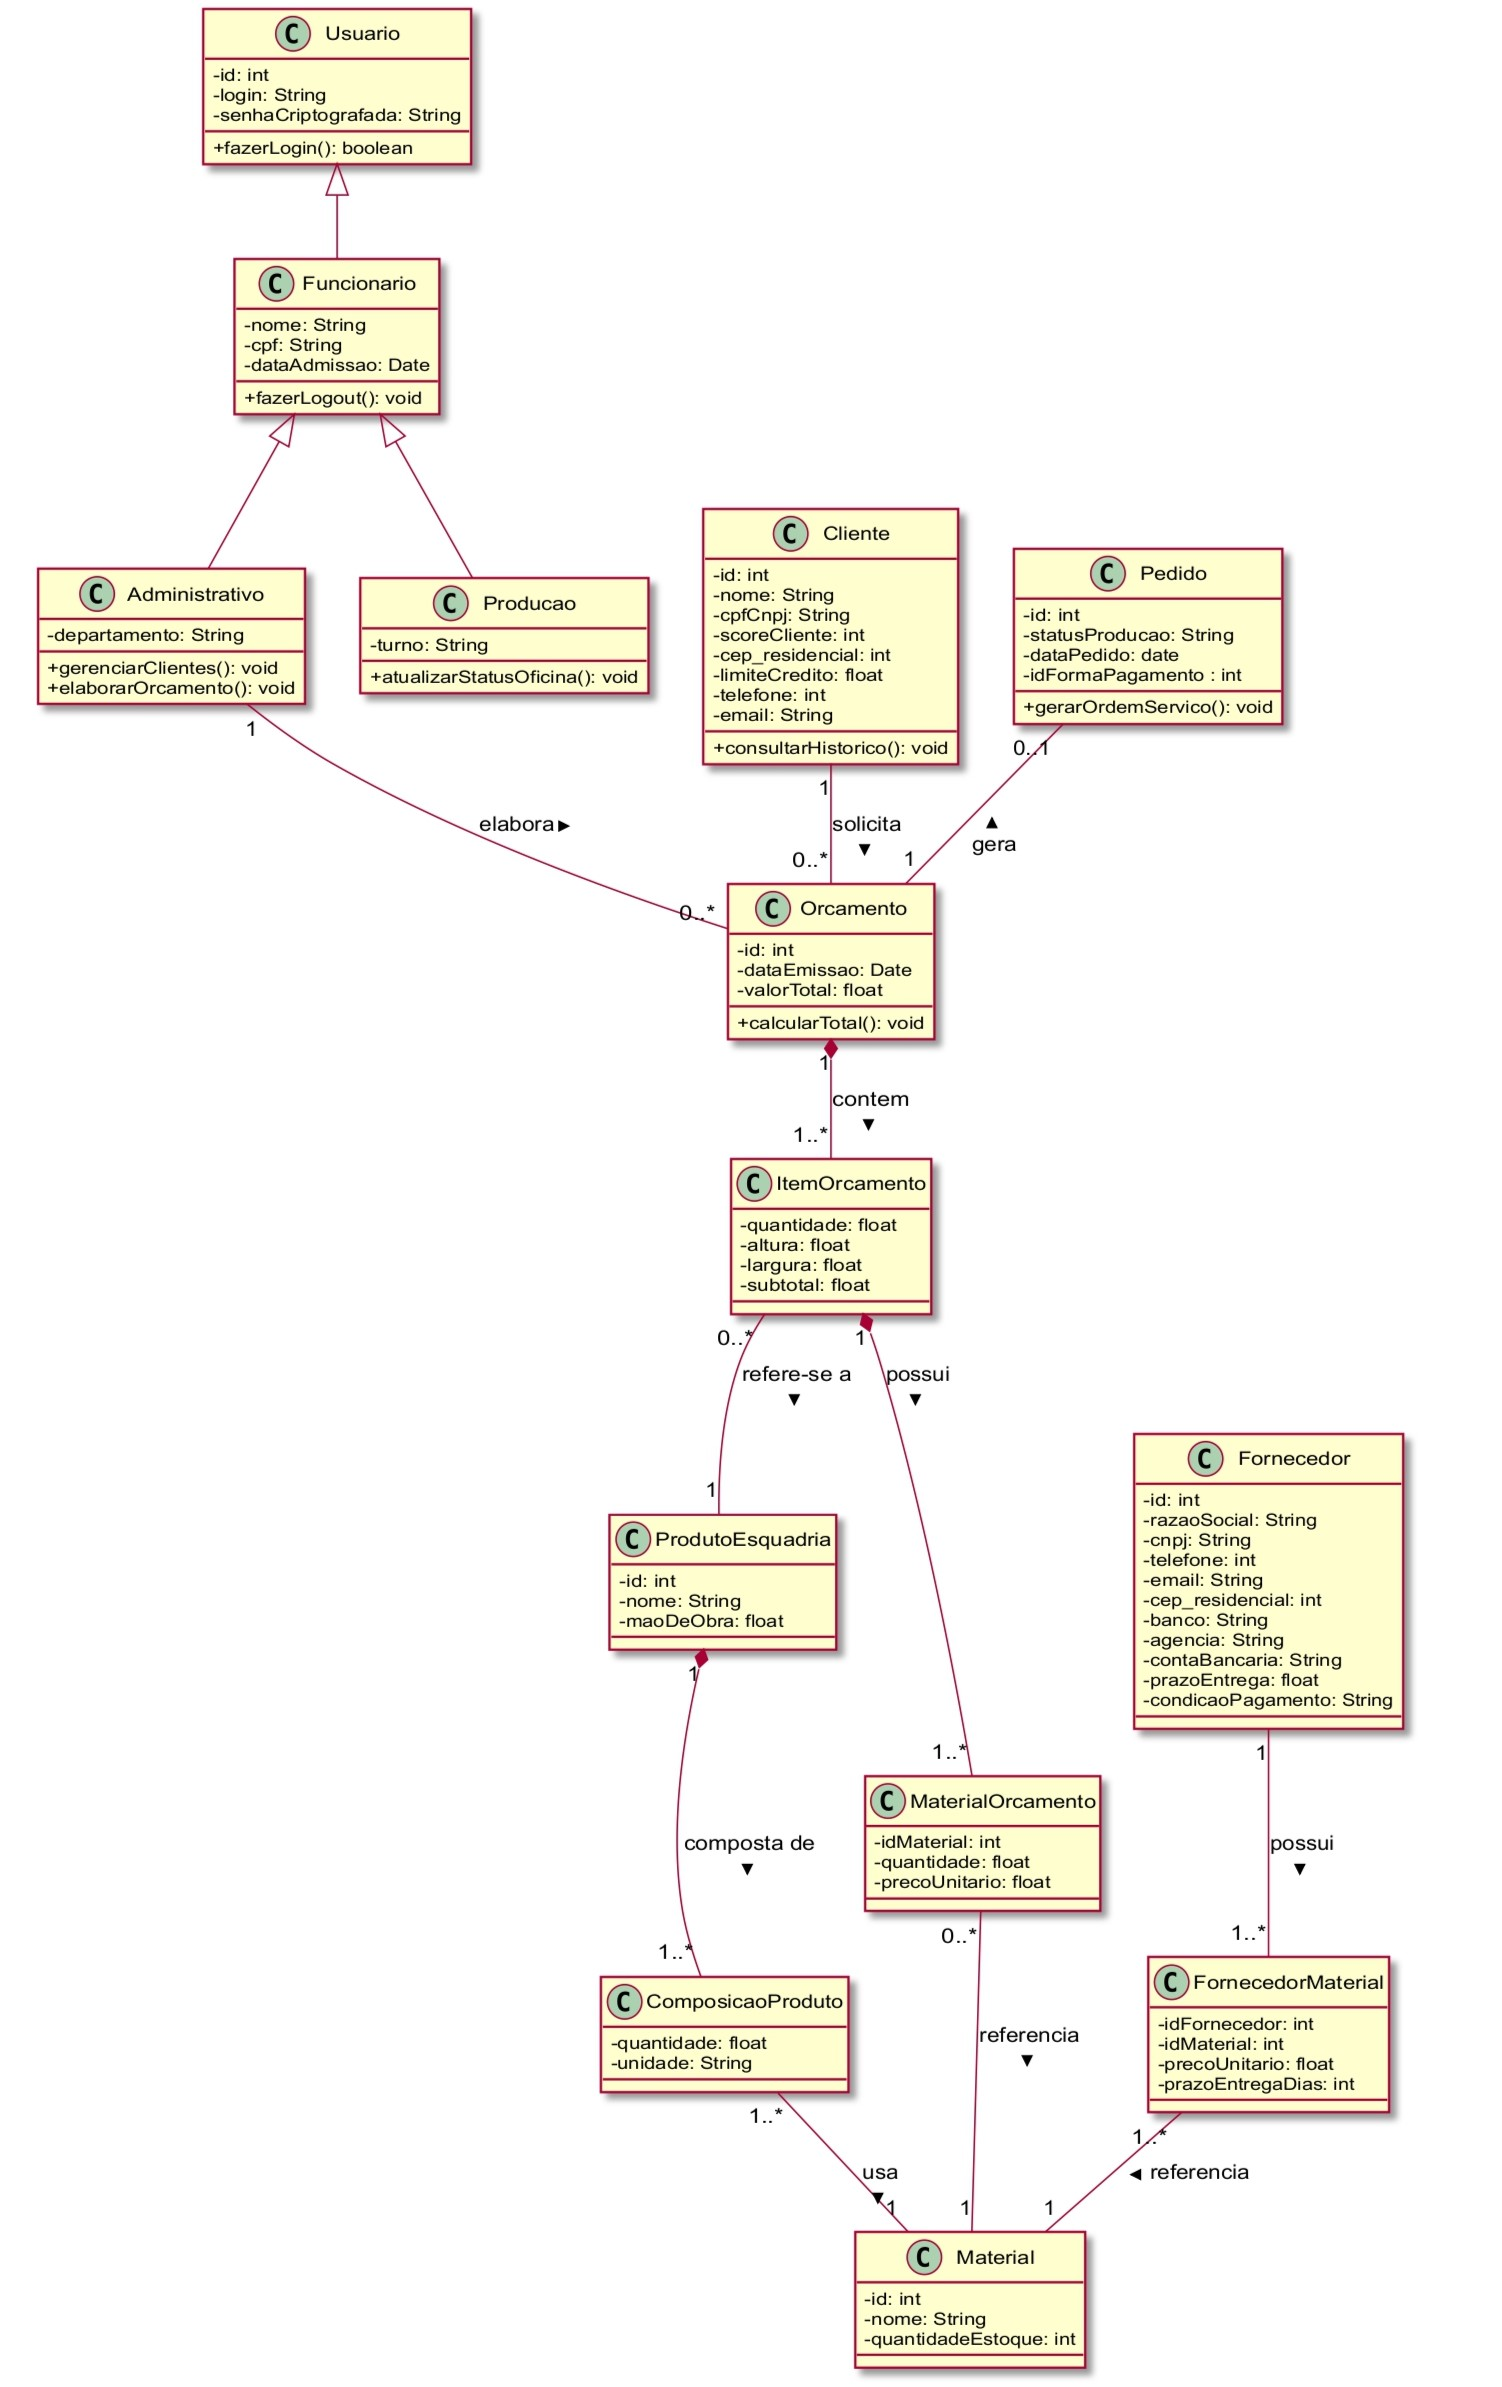 C Usuario
-id: int
-login: String
-senhaCriptografada: String
+fazerLogin(): boolean
C Funcionario
-nome: String
-cpf: String
-dataAdmissao: Date
+fazerLogout(): void
C Administrativo
-departamento: String
+gerenciarClientes(): void
+elaborarOrcamento(): void
C Producao
-turno: String
+atualizarStatusOficina(): void
C Cliente
-id: int
-nome: String
-cpfCnpj: String
-scoreCliente: int
-cep_residencial: int
-limiteCredito: float
-telefone: int
-email: String
+consultarHistorico(): void
C Pedido
-id: int
-statusProducao: String
-dataPedido: date
-idFormaPagamento : int
+gerarOrdemServico(): void
1
elabora
0..*
1
solicita
0..*
0..1
gera
1
C Orcamento
-id: int
-dataEmissao: Date
-valorTotal: float
+calcularTotal(): void
1
contem
1..*
C ItemOrcamento
-quantidade: float
-altura: float
-largura: float
-subtotal: float
0..*
refere-se a
1
1
possui
1..*
C ProdutoEsquadria
-id: int
-nome: String
-maoDeObra: float
C Fornecedor
-id: int
-razaoSocial: String
-cnpj: String
-telefone: int
-email: String
-cep_residencial: int
-banco: String
-agencia: String
-contaBancaria: String
-prazoEntrega: float
-condicaoPagamento: String
1
composta de
1..*
C MaterialOrcamento
-idMaterial: int
-quantidade: float
-precoUnitario: float
1
possui
1..*
C ComposicaoProduto
-quantidade: float
-unidade: String
C FornecedorMaterial
-idFornecedor: int
-idMaterial: int
-precoUnitario: float
-prazoEntregaDias: int
1..*
usa
1
0..*
referencia
1
1..*
referencia
1
C Material
-id: int
-nome: String
-quantidadeEstoque: int